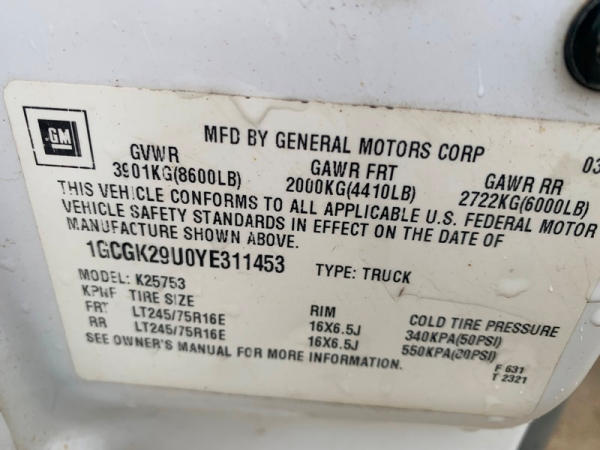 GM
MFD BY GENERAL MOTORS CORP 03
GVWR GAWR FRT GAWR RR
3901KG(8600LB) 2000KG(4410LB) 2722KG(6000LB)
THIS VEHICLE CONFORMS TO ALL APPLICABLE U.S. FEDERAL MOTOR
VEHICLE SAFETY STANDARDS IN EFFECT ON THE DATE OF
MANUFACTURE SHOWN ABOVE.
1GCGK29U0YE311453 TYPE: TRUCK
MODEL: K25753
KPNF TIRE SIZE RIM COLD TIRE PRESSURE
FRT LT245/75R16E 16X6.5J 340KPA(50PSI)
RR LT245/75R16E 16X6.5J 550KPA(80PSI)
SEE OWNER'S MANUAL FOR MORE INFORMATION.
F 631
T 2321